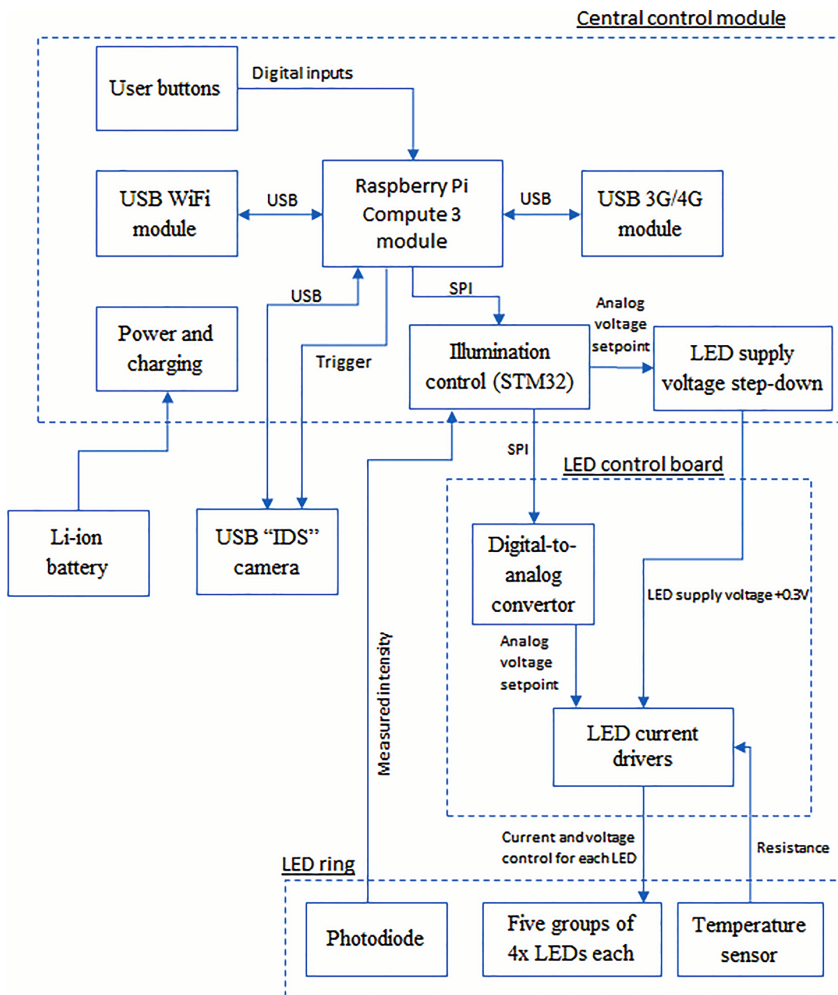 Central control module
User buttons
Digital inputs
USB WiFi
module
USB
Raspberry Pi
Compute 3
module
USB
USB 3G/4G
module
USB
SPI
Power and
charging
Trigger
Illumination
control (STM32)
Analog
voltage
setpoint
LED supply
voltage step-down
SPI
LED control board
Li-ion
battery
USB “IDS”
camera
Digital-to-
analog
convertor
LED supply voltage +0.3V
Measured intensity
Analog
voltage
setpoint
LED current
drivers
Current and voltage
control for each LED
Resistance
LED ring
Photodiode
Five groups of
4x LEDs each
Temperature
sensor